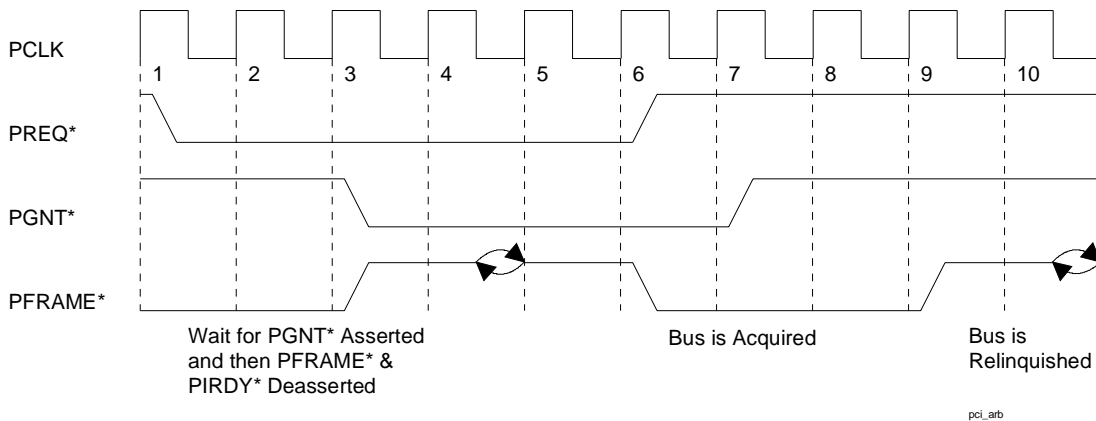 PCLK
1 2 3 4 5 6 7 8 9 10
PREQ*
PGNT*
PFRAME*
Wait for PGNT* Asserted
and then PFRAME* &
PIRDY* Deasserted
Bus is Acquired
Bus is
Relinquished
pci_arb